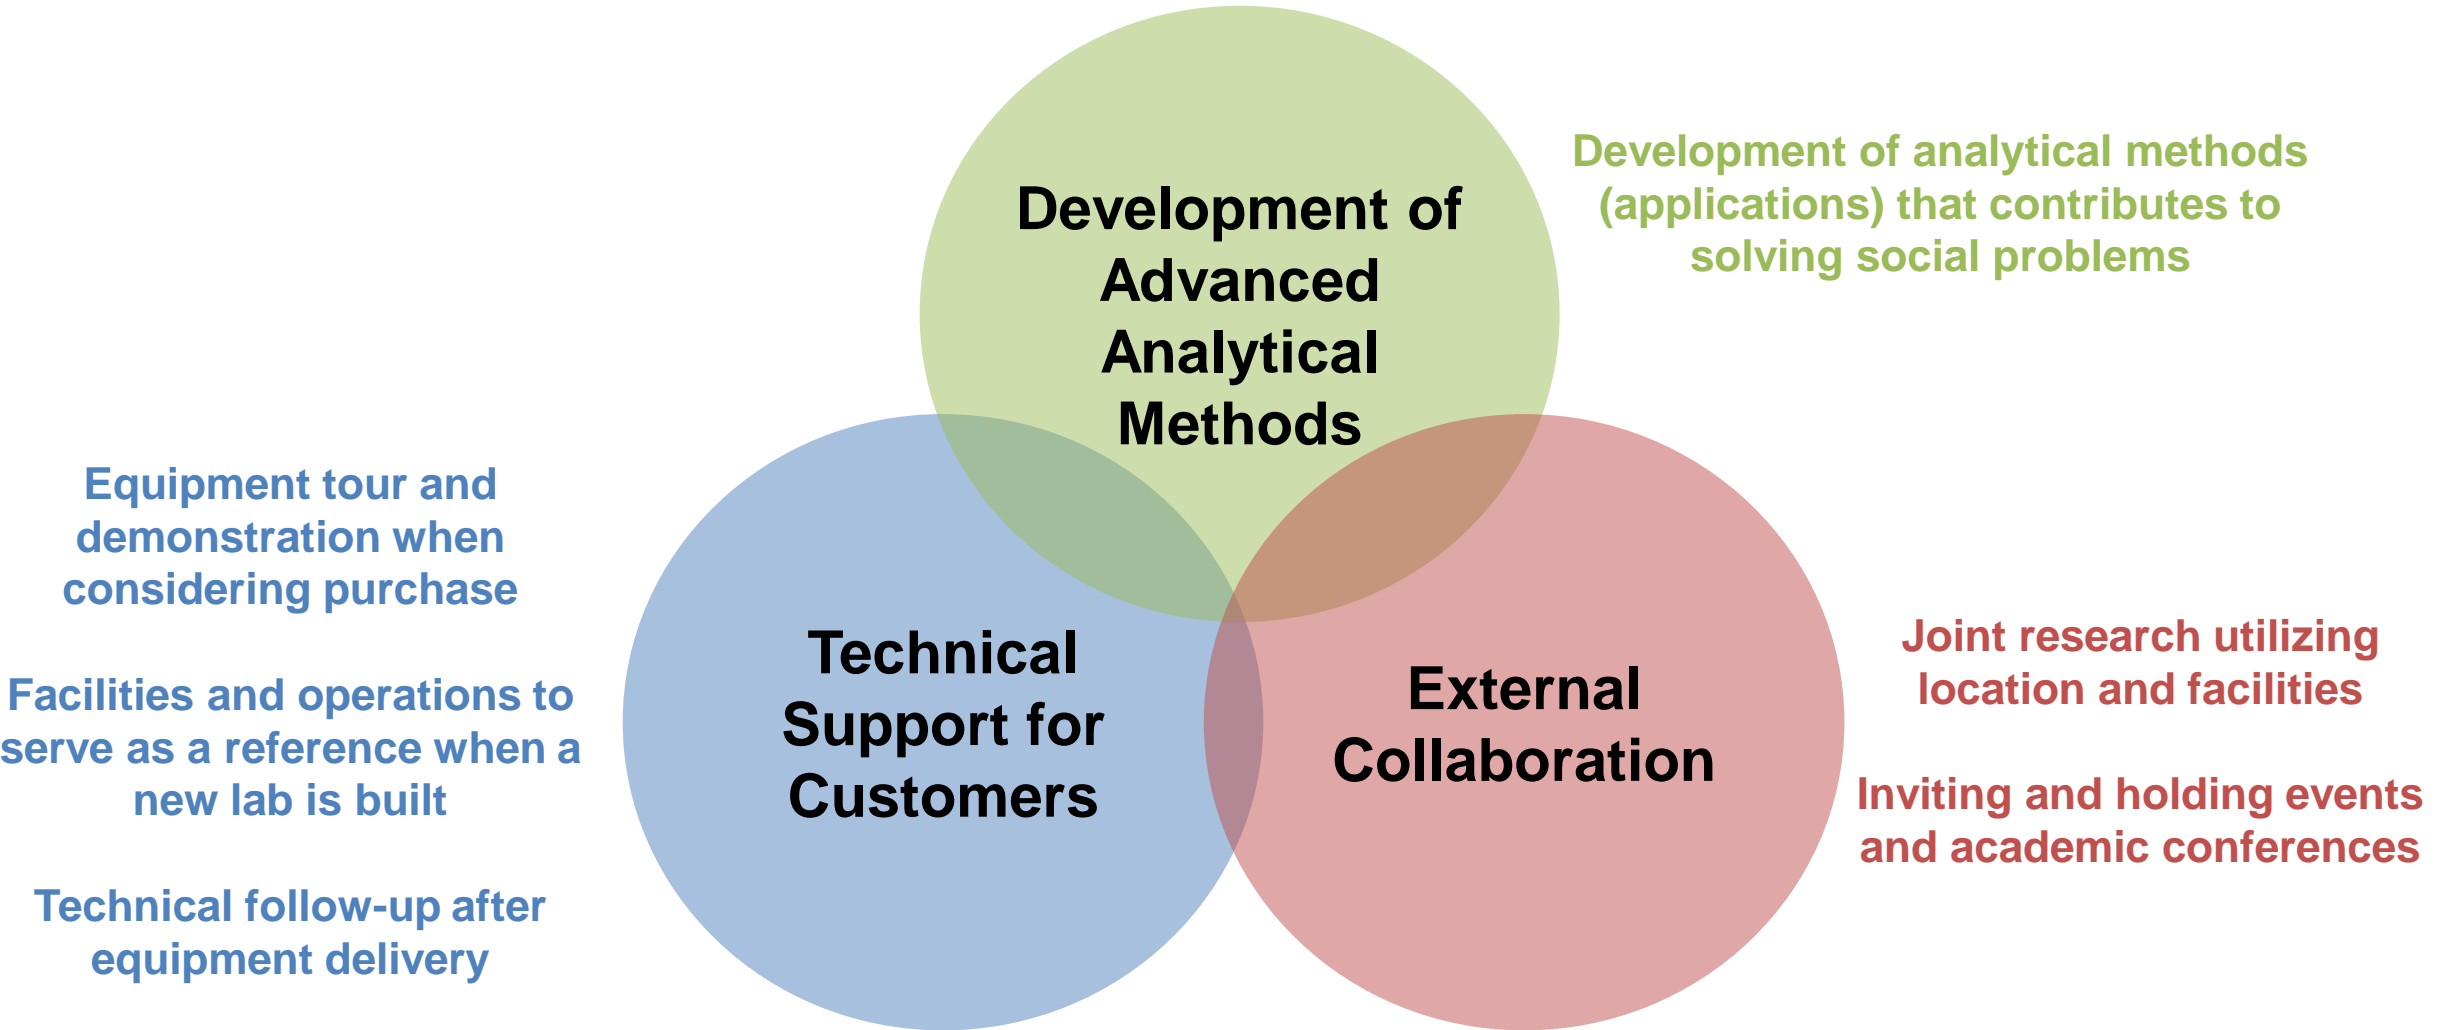 Development of
Advanced
Analytical
Methods
Development of analytical methods
(applications) that contributes to
solving social problems
Equipment tour and
demonstration when
considering purchase
Facilities and operations to
serve as a reference when a
new lab is built
Technical follow-up after
equipment delivery
Technical
Support for
Customers
External
Collaboration
Joint research utilizing
location and facilities
Inviting and holding events
and academic conferences